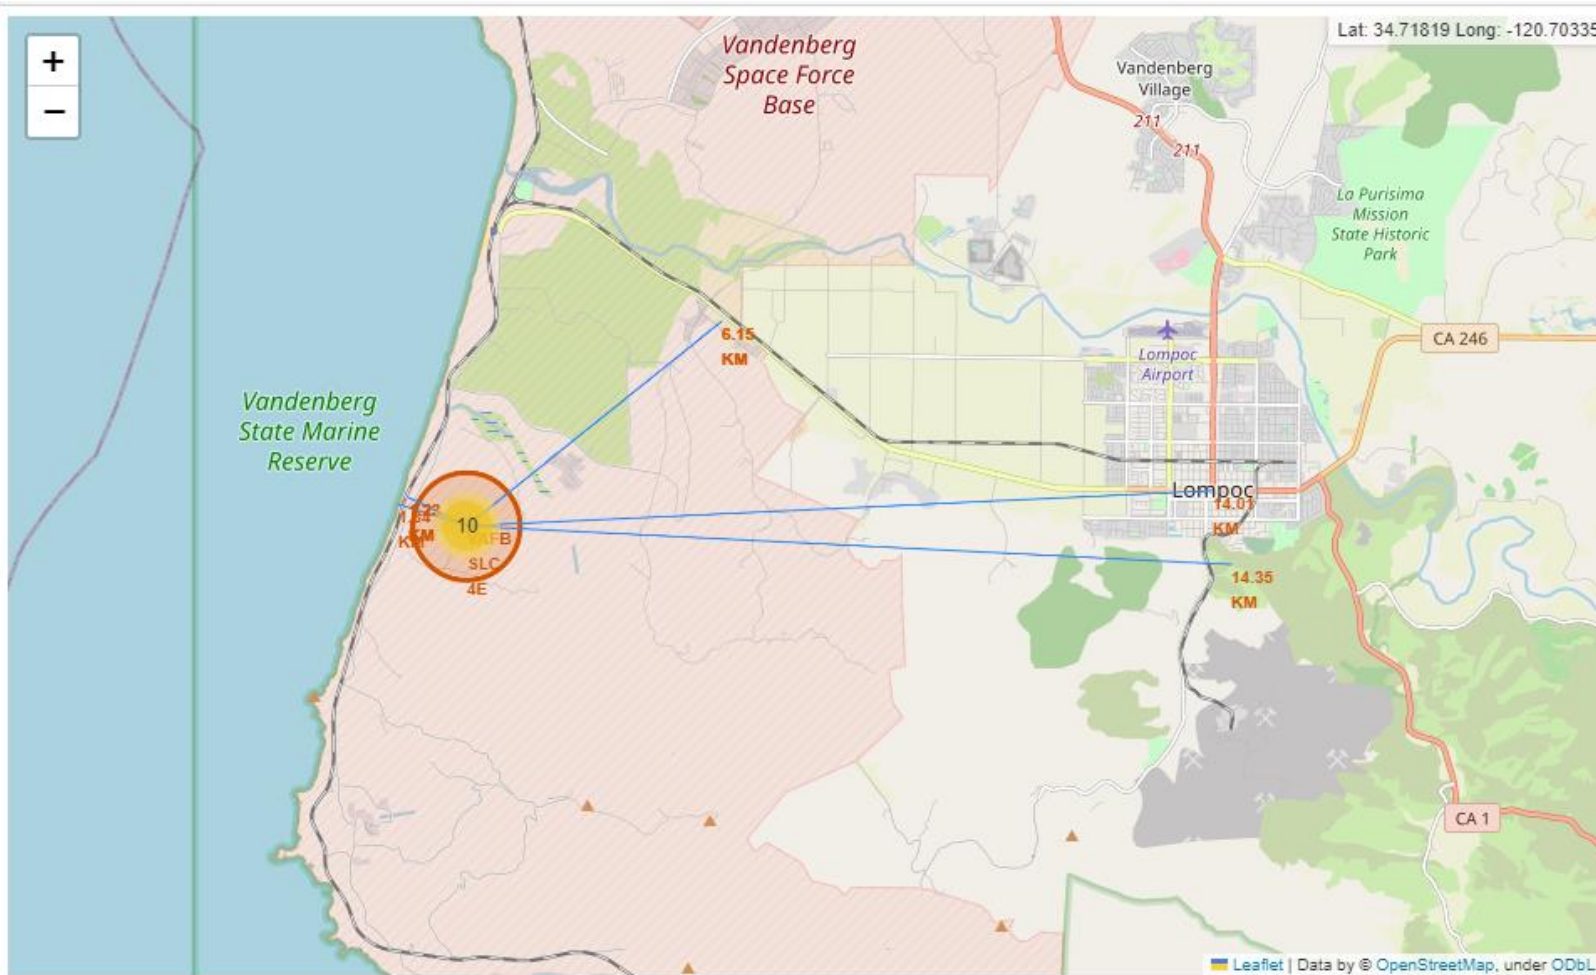 Lat: 34.71819 Long: -120.70335
+
−
Vandenberg
Space Force
Base
Vandenberg
Village
211
211
La Purisima
Mission
State Historic
Park
6.15
KM
Lompoc
Airport
CA 246
Vandenberg
State Marine
Reserve
KM
10
SLC
4E
Lompoc
14.01
KM
14.35
KM
CA 1
Leaflet | Data by © OpenStreetMap, under ODbL